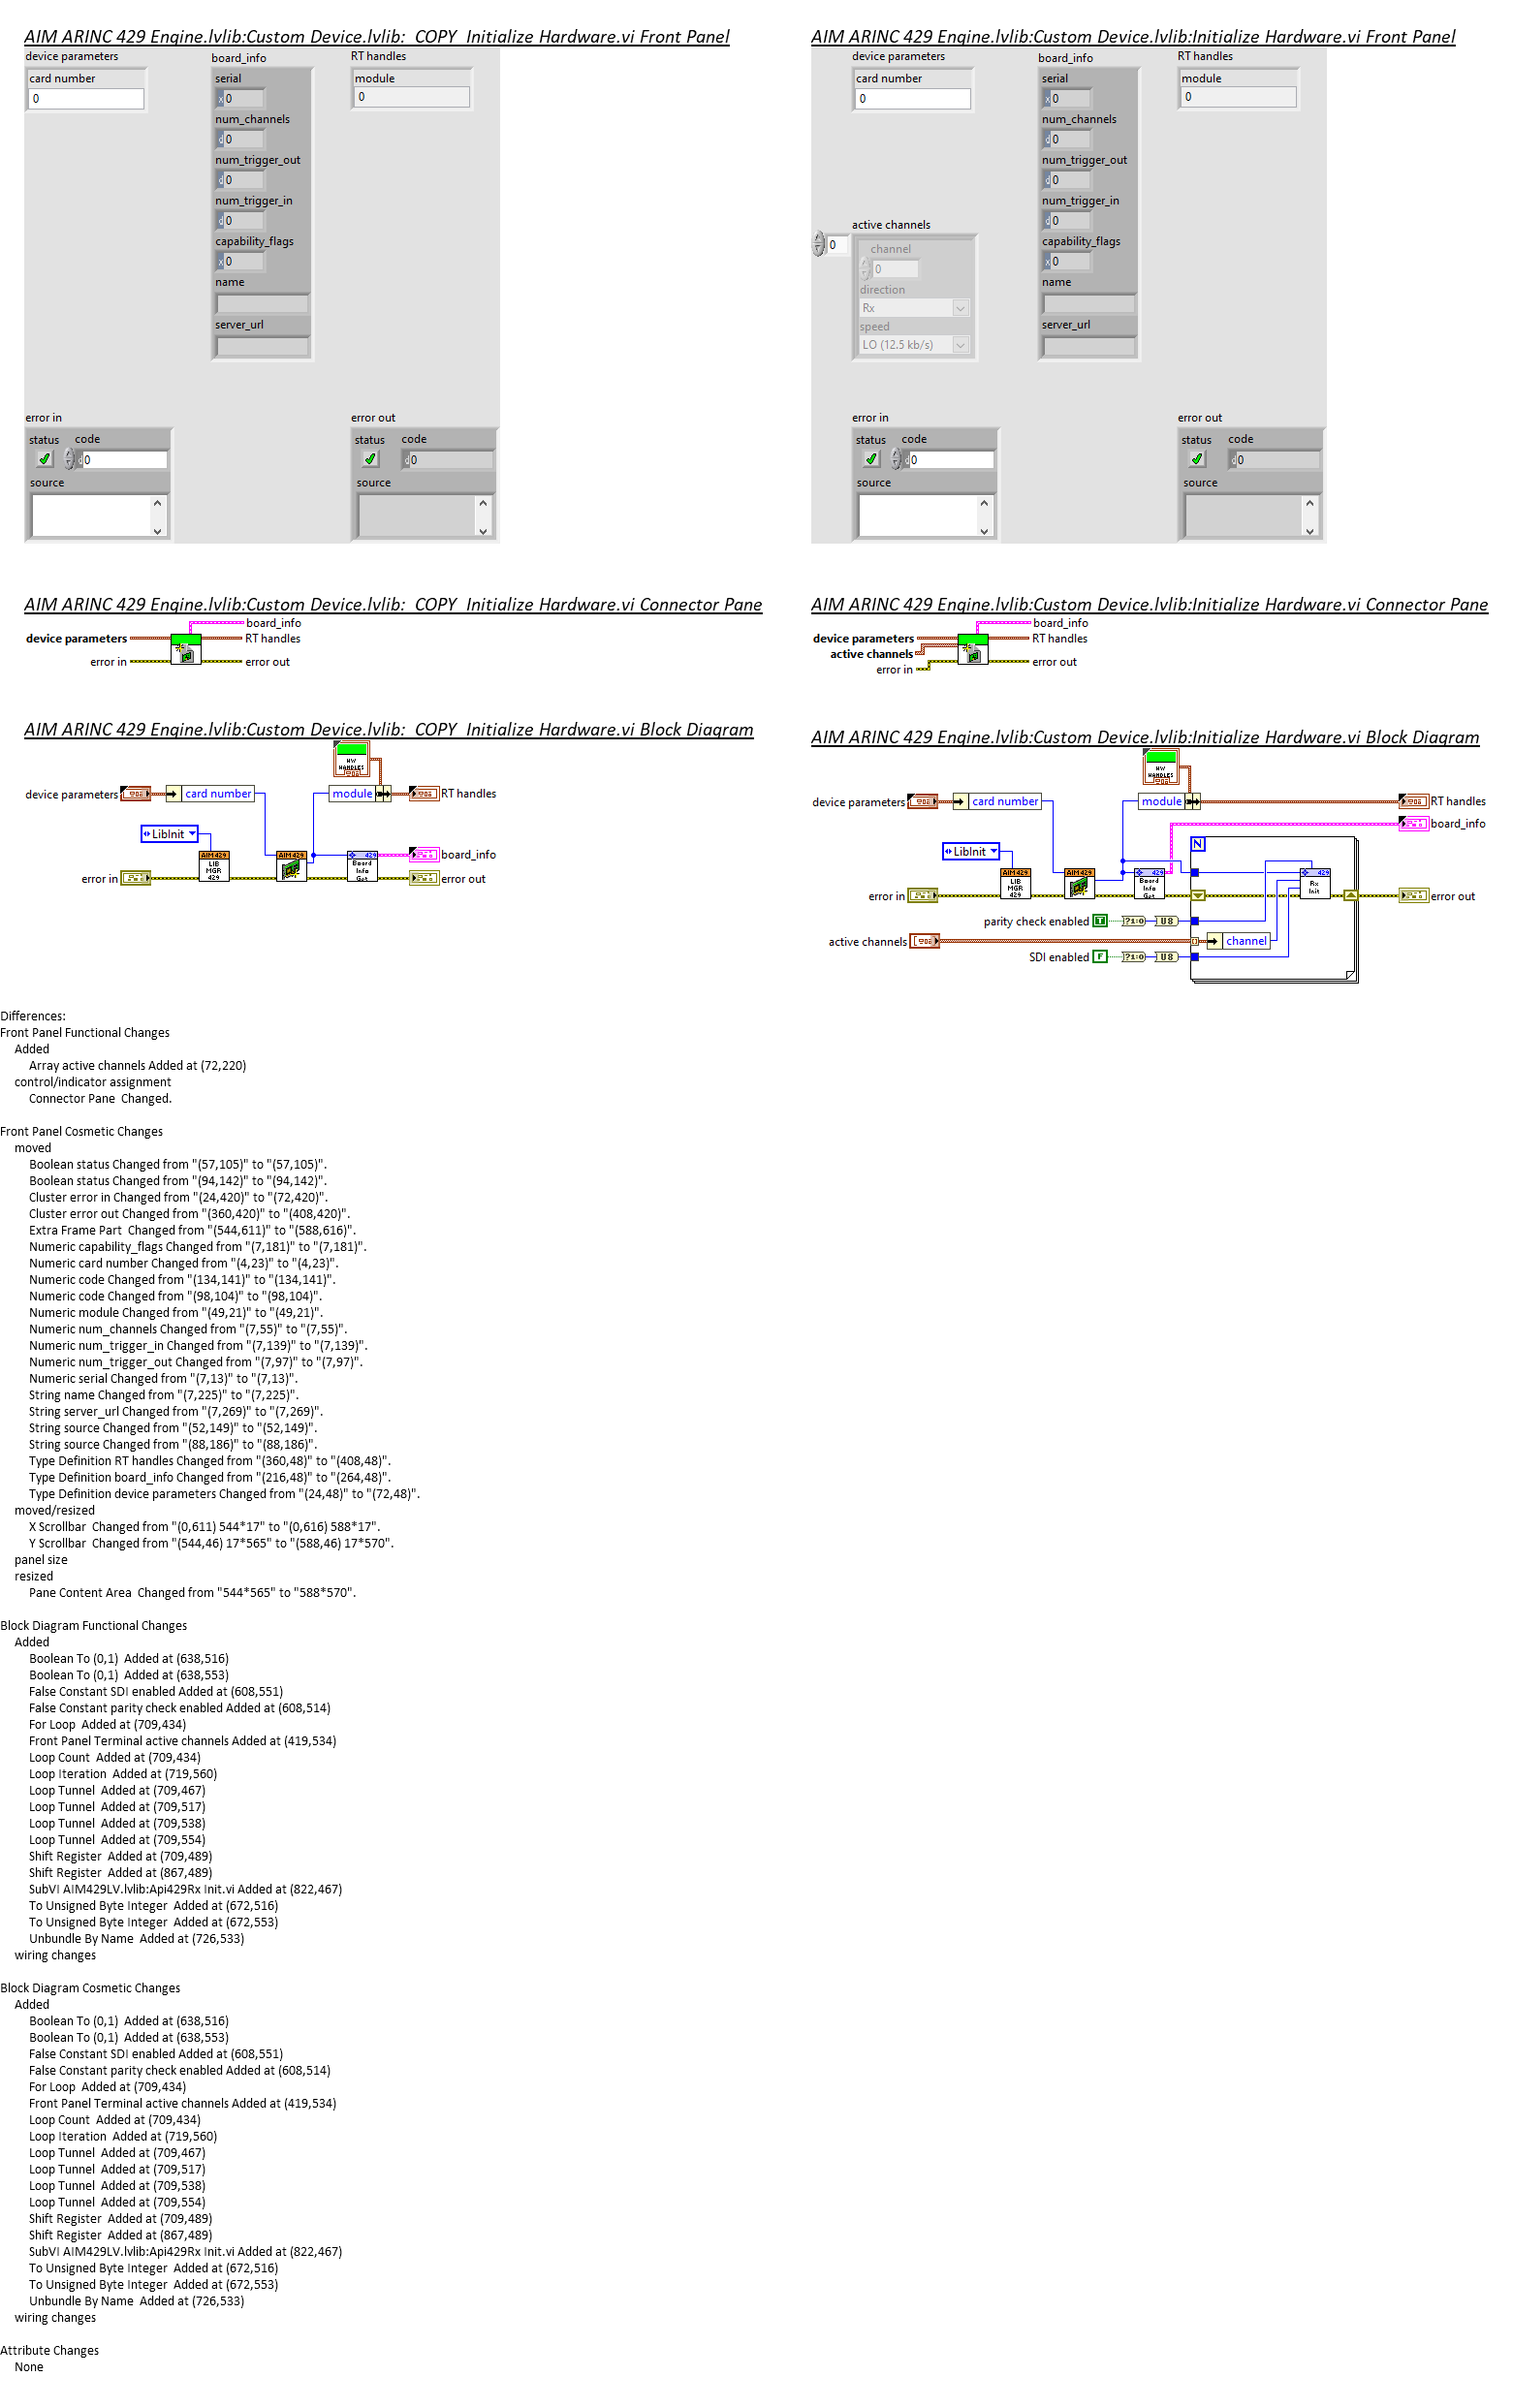 AIM ARINC 429 Engine.lvlib:Custom Device.lvlib:_COPY_Initialize Hardware.vi Front Panel
device parameters
card number
0
board_info
serial
x 0
num_channels
d 0
num_trigger_out
d 0
num_trigger_in
d 0
capability_flags
x 0
name
server_url
RT handles
module
0
error in
status code
d 0
source
error out
status code
d 0
source
AIM ARINC 429 Engine.lvlib:Custom Device.lvlib:Initialize Hardware.vi Front Panel
device parameters
card number
0
active channels
0
channel
0
direction
Rx
speed
LO (12.5 kb/s)
board_info
serial
x 0
num_channels
d 0
num_trigger_out
d 0
num_trigger_in
d 0
capability_flags
x 0
name
server_url
RT handles
module
0
error in
status code
d 0
source
error out
status code
d 0
source
AIM ARINC 429 Engine.lvlib:Custom Device.lvlib:_COPY_Initialize Hardware.vi Connector Pane
board_info
device parameters RT handles
error in error out
AIM ARINC 429 Engine.lvlib:Custom Device.lvlib:Initialize Hardware.vi Connector Pane
board_info
device parameters RT handles
active channels
error in error out
AIM ARINC 429 Engine.lvlib:Custom Device.lvlib:_COPY_Initialize Hardware.vi Block Diagram
HW
HANDLES
device parameters card number module RT handles
LibInit
AIM429
LIB
MGR
429
AIM429
429
Board
Info
Get
board_info
error in error out
AIM ARINC 429 Engine.lvlib:Custom Device.lvlib:Initialize Hardware.vi Block Diagram
HW
HANDLES
device parameters card number module RT handles
board_info
N
LibInit
AIM429
LIB
MGR
429
AIM429
429
Board
Info
Get
429
Rx
Init
error in error out
parity check enabled T ?1:0 U8
active channels channel
SDI enabled F ?1:0 U8
Differences:
Front Panel Functional Changes
Added
Array active channels Added at (72,220)
control/indicator assignment
Connector Pane  Changed.
Front Panel Cosmetic Changes
moved
Boolean status Changed from "(57,105)" to "(57,105)".
Boolean status Changed from "(94,142)" to "(94,142)".
Cluster error in Changed from "(24,420)" to "(72,420)".
Cluster error out Changed from "(360,420)" to "(408,420)".
Extra Frame Part  Changed from "(544,611)" to "(588,616)".
Numeric capability_flags Changed from "(7,181)" to "(7,181)".
Numeric card number Changed from "(4,23)" to "(4,23)".
Numeric code Changed from "(134,141)" to "(134,141)".
Numeric code Changed from "(98,104)" to "(98,104)".
Numeric module Changed from "(49,21)" to "(49,21)".
Numeric num_channels Changed from "(7,55)" to "(7,55)".
Numeric num_trigger_in Changed from "(7,139)" to "(7,139)".
Numeric num_trigger_out Changed from "(7,97)" to "(7,97)".
Numeric serial Changed from "(7,13)" to "(7,13)".
String name Changed from "(7,225)" to "(7,225)".
String server_url Changed from "(7,269)" to "(7,269)".
String source Changed from "(52,149)" to "(52,149)".
String source Changed from "(88,186)" to "(88,186)".
Type Definition RT handles Changed from "(360,48)" to "(408,48)".
Type Definition board_info Changed from "(216,48)" to "(264,48)".
Type Definition device parameters Changed from "(24,48)" to "(72,48)".
moved/resized
X Scrollbar  Changed from "(0,611) 544*17" to "(0,616) 588*17".
Y Scrollbar  Changed from "(544,46) 17*565" to "(588,46) 17*570".
panel size
resized
Pane Content Area  Changed from "544*565" to "588*570".
Block Diagram Functional Changes
Added
Boolean To (0,1)  Added at (638,516)
Boolean To (0,1)  Added at (638,553)
False Constant SDI enabled Added at (608,551)
False Constant parity check enabled Added at (608,514)
For Loop  Added at (709,434)
Front Panel Terminal active channels Added at (419,534)
Loop Count  Added at (709,434)
Loop Iteration  Added at (719,560)
Loop Tunnel  Added at (709,467)
Loop Tunnel  Added at (709,517)
Loop Tunnel  Added at (709,538)
Loop Tunnel  Added at (709,554)
Shift Register  Added at (709,489)
Shift Register  Added at (867,489)
SubVI AIM429LV.lvlib:Api429Rx Init.vi Added at (822,467)
To Unsigned Byte Integer  Added at (672,516)
To Unsigned Byte Integer  Added at (672,553)
Unbundle By Name  Added at (726,533)
wiring changes
Block Diagram Cosmetic Changes
Added
Boolean To (0,1)  Added at (638,516)
Boolean To (0,1)  Added at (638,553)
False Constant SDI enabled Added at (608,551)
False Constant parity check enabled Added at (608,514)
For Loop  Added at (709,434)
Front Panel Terminal active channels Added at (419,534)
Loop Count  Added at (709,434)
Loop Iteration  Added at (719,560)
Loop Tunnel  Added at (709,467)
Loop Tunnel  Added at (709,517)
Loop Tunnel  Added at (709,538)
Loop Tunnel  Added at (709,554)
Shift Register  Added at (709,489)
Shift Register  Added at (867,489)
SubVI AIM429LV.lvlib:Api429Rx Init.vi Added at (822,467)
To Unsigned Byte Integer  Added at (672,516)
To Unsigned Byte Integer  Added at (672,553)
Unbundle By Name  Added at (726,533)
wiring changes
Attribute Changes
None